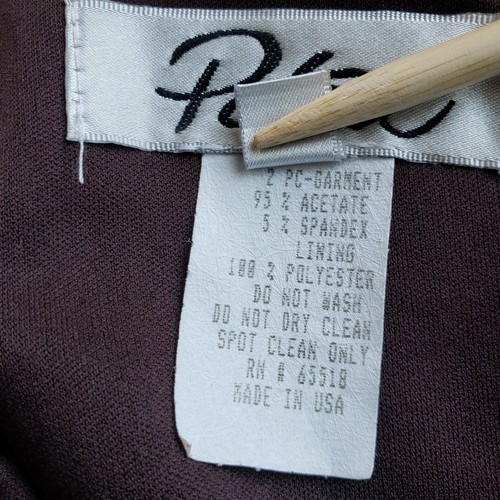 2 PC-GARMENT
95 % ACETATE
5 % SPANDEX
LINING
100 % POLYESTER
DO NOT WASH
DO NOT DRY CLEAN
SPOT CLEAN ONLY
RN # 65518
MADE IN USA